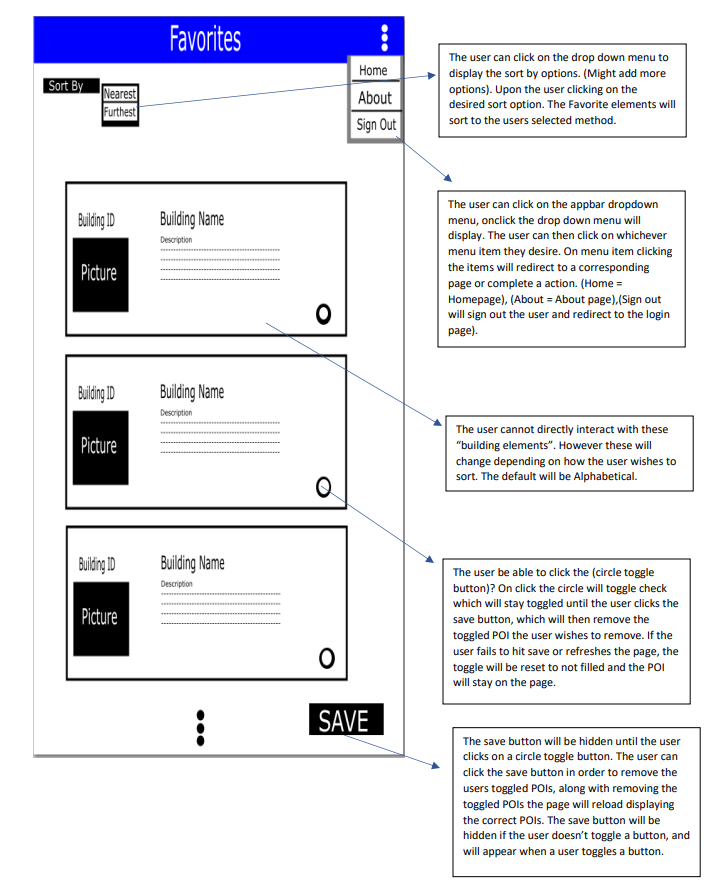 Favorites
Home
About
Sign Out
Sort By
Nearest
Furthest
Building ID
Picture
Building Name
Description
Building ID
Picture
Building Name
Description
Building ID
Picture
Building Name
Description
SAVE
The user can click on the drop down menu to
display the sort by options. (Might add more
options). Upon the user clicking on the
desired sort option. The Favorite elements will
sort to the users selected method.
The user can click on the appbar dropdown
menu, onclick the drop down menu will
display. The user can then click on whichever
menu item they desire. On menu item clicking
the items will redirect to a corresponding
page or complete a action. (Home =
Homepage), (About = About page),(Sign out
will sign out the user and redirect to the login
page).
The user cannot directly interact with these
“building elements”. However these will
change depending on how the user wishes to
sort. The default will be Alphabetical.
The user be able to click the (circle toggle
button)? On click the circle will toggle check
which will stay toggled until the user clicks the
save button, which will then remove the
toggled POI the user wishes to remove. If the
user fails to hit save or refreshes the page, the
toggle will be reset to not filled and the POI
will stay on the page.
The save button will be hidden until the user
clicks on a circle toggle button. The user can
click the save button in order to remove the
users toggled POIs, along with removing the
toggled POIs the page will reload displaying
the correct POIs. The save button will be
hidden if the user doesn’t toggle a button, and
will appear when a user toggles a button.